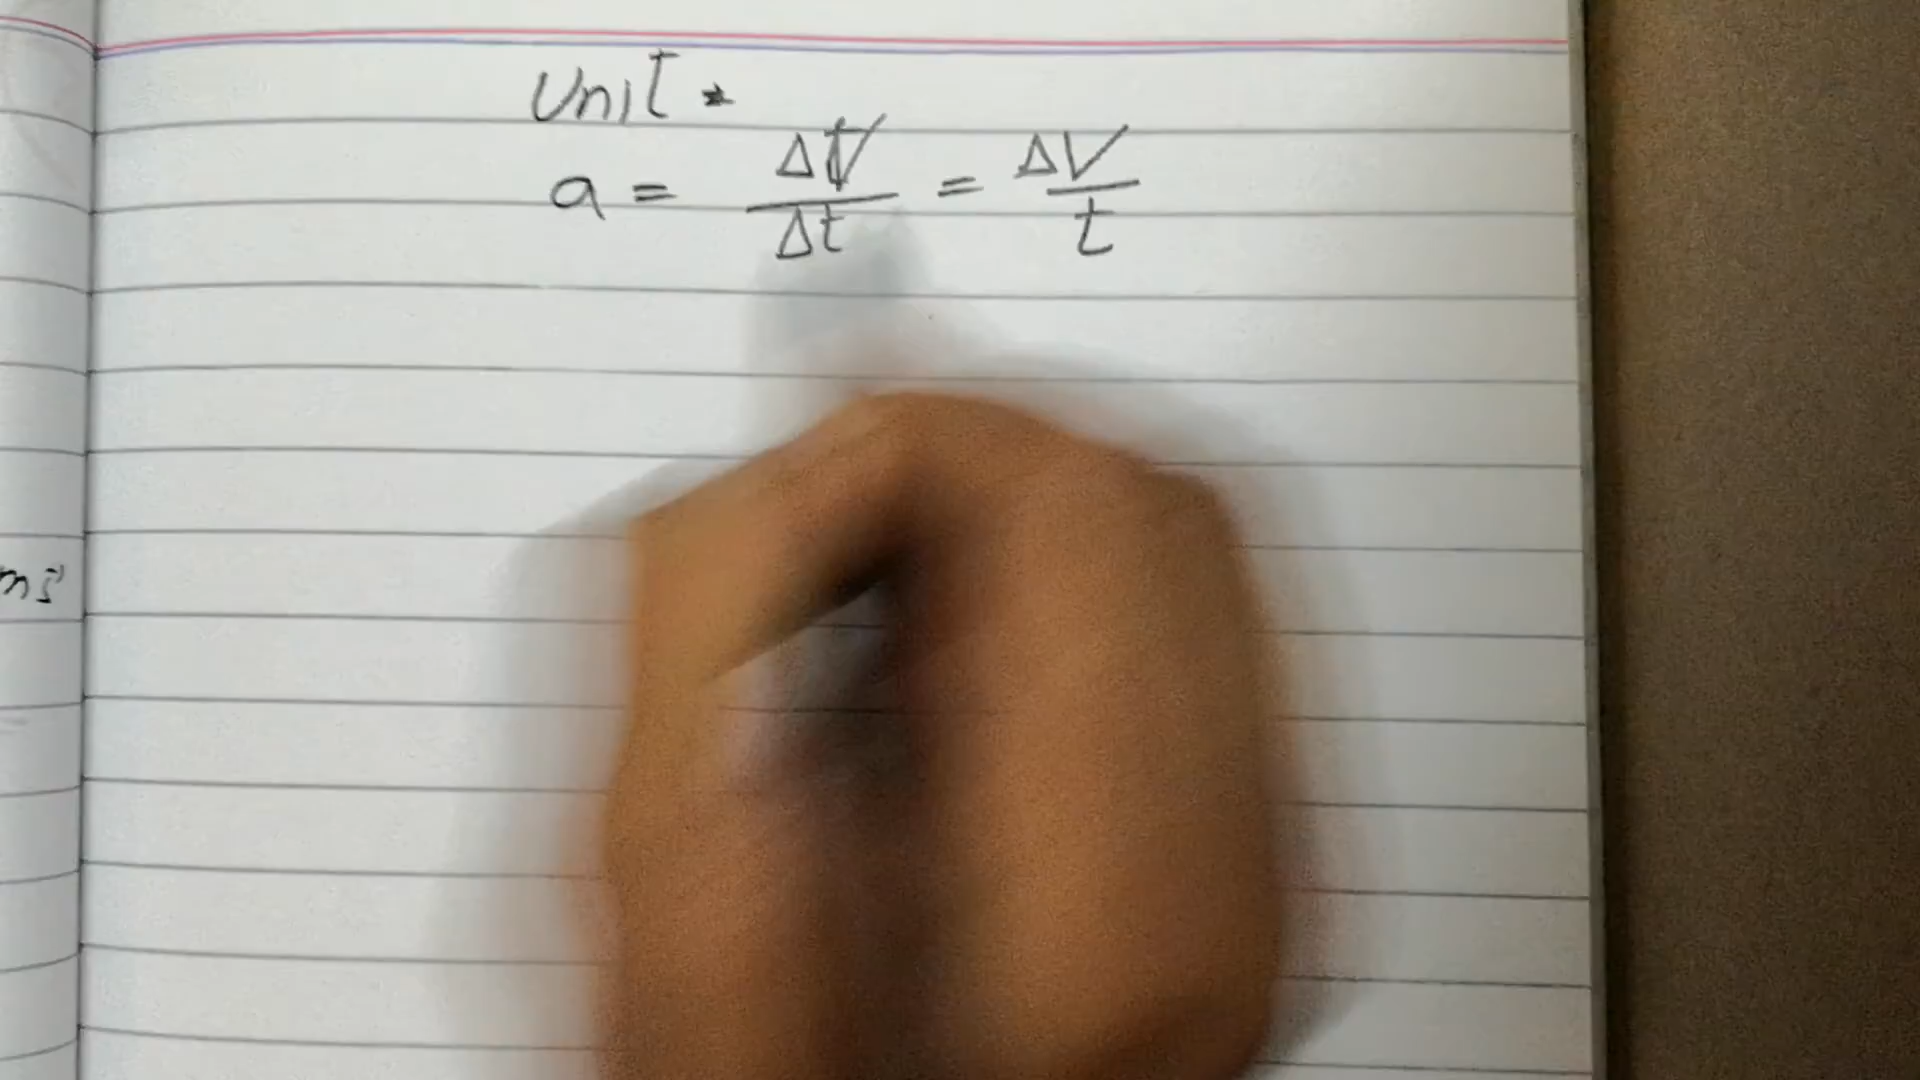 Unit -
a = ΔV/Δt = ΔV/t